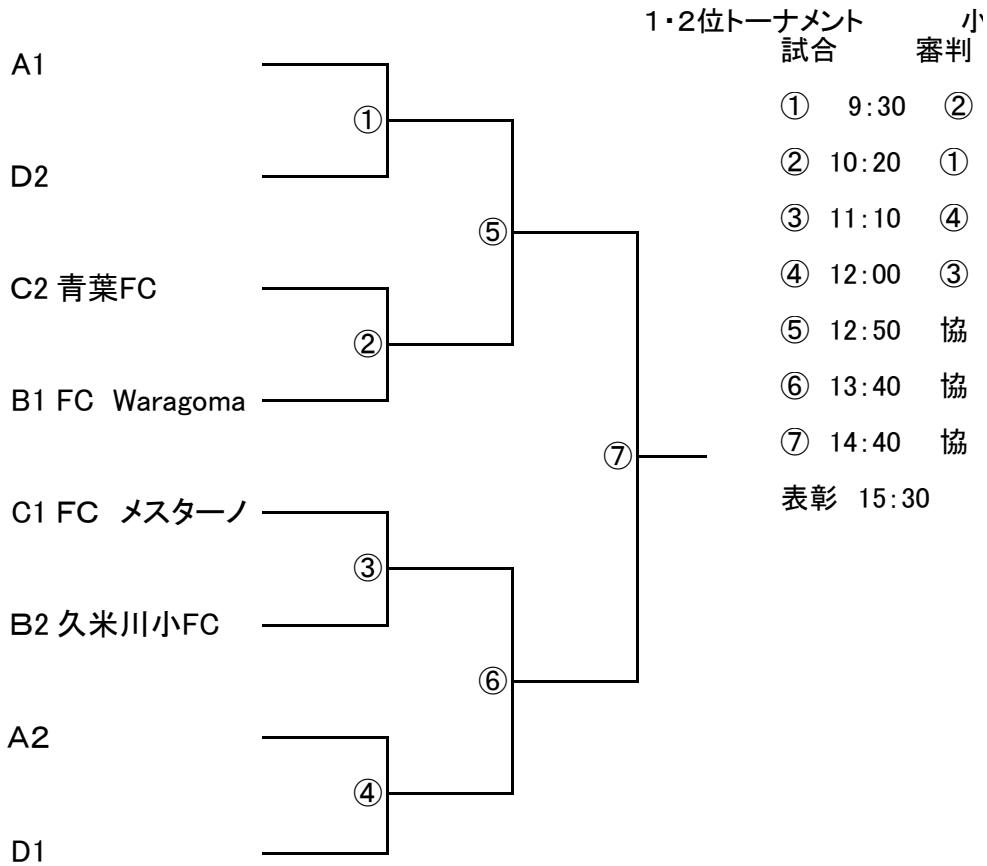 1・2位トーナメント 小
試合 審判
A1
① 9:30 ②
①
② 10:20 ①
D2
③ 11:10 ④
⑤
④ 12:00 ③
C2 青葉FC
⑤ 12:50 協
②
⑥ 13:40 協
B1 FC Waragoma
⑦ 14:40 協
⑦
表彰 15:30
C1 FC メスターノ
③
B2 久米川小FC
⑥
A2
④
D1